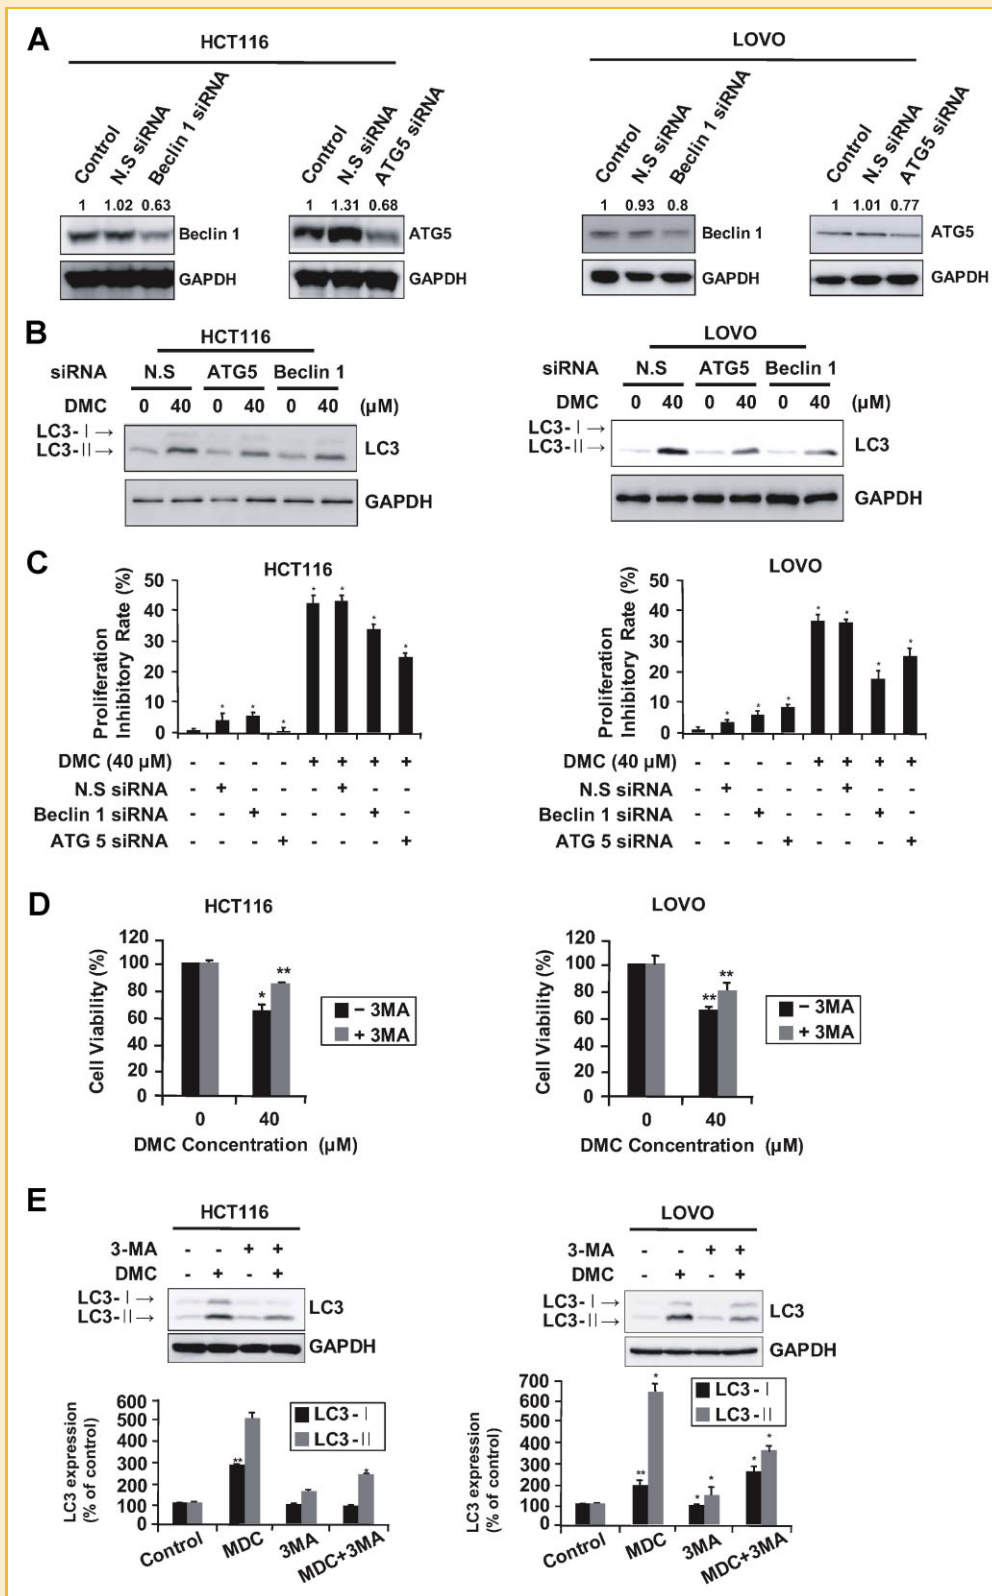 A
HCT116
LOVO
Control
N.S siRNA
Beclin 1 siRNA
Control
N.S siRNA
ATG5 siRNA
Control
N.S siRNA
Beclin 1 siRNA
Control
N.S siRNA
ATG5 siRNA
1 1.02 0.63
1 1.31 0.68
1 0.93 0.8
1 1.01 0.77
Beclin 1
ATG5
Beclin 1
ATG5
GAPDH
GAPDH
GAPDH
GAPDH
B
HCT116
siRNA N.S ATG5 Beclin 1
DMC 0 40 0 40 0 40 (μM)
LC3-I→
LC3-II→
LC3
GAPDH
LOVO
siRNA N.S ATG5 Beclin 1
DMC 0 40 0 40 0 40 (μM)
LC3-I→
LC3-II→
LC3
GAPDH
C
HCT116
Proliferation
Inhibitory Rate (%)
50
40
30
20
10
0
* * * * * * *
DMC (40 μM) - - - - + + + +
N.S siRNA - + - - - + - -
Beclin 1 siRNA - - + - - - + -
ATG 5 siRNA - - - + - - - +
LOVO
Proliferation
Inhibitory Rate (%)
50
40
30
20
10
0
* * * * * * *
DMC (40 μM) - - - - + + + +
N.S siRNA - + - - - + - -
Beclin 1 siRNA - - + - - - + -
ATG 5 siRNA - - - + - - - +
D
HCT116
Cell Viability (%)
120
100
80
60
40
20
0
* **
− 3MA
+ 3MA
0 40
DMC Concentration (μM)
LOVO
Cell Viability (%)
120
100
80
60
40
20
0
** **
− 3MA
+ 3MA
0 40
DMC Concentration (μM)
E
HCT116
3-MA - - + +
DMC - + - +
LC3-I→
LC3-II→
LC3
GAPDH
LC3 expression
(% of control)
600
500
400
300
200
100
0
LC3-I
LC3-II
** *
Control
MDC
3MA
MDC+3MA
LOVO
3-MA - - + +
DMC - + - +
LC3-I→
LC3-II→
LC3
GAPDH
LC3 expression
(% of control)
700
600
500
400
300
200
100
0
LC3-I
LC3-II
** * * * * *
Control
MDC
3MA
MDC+3MA